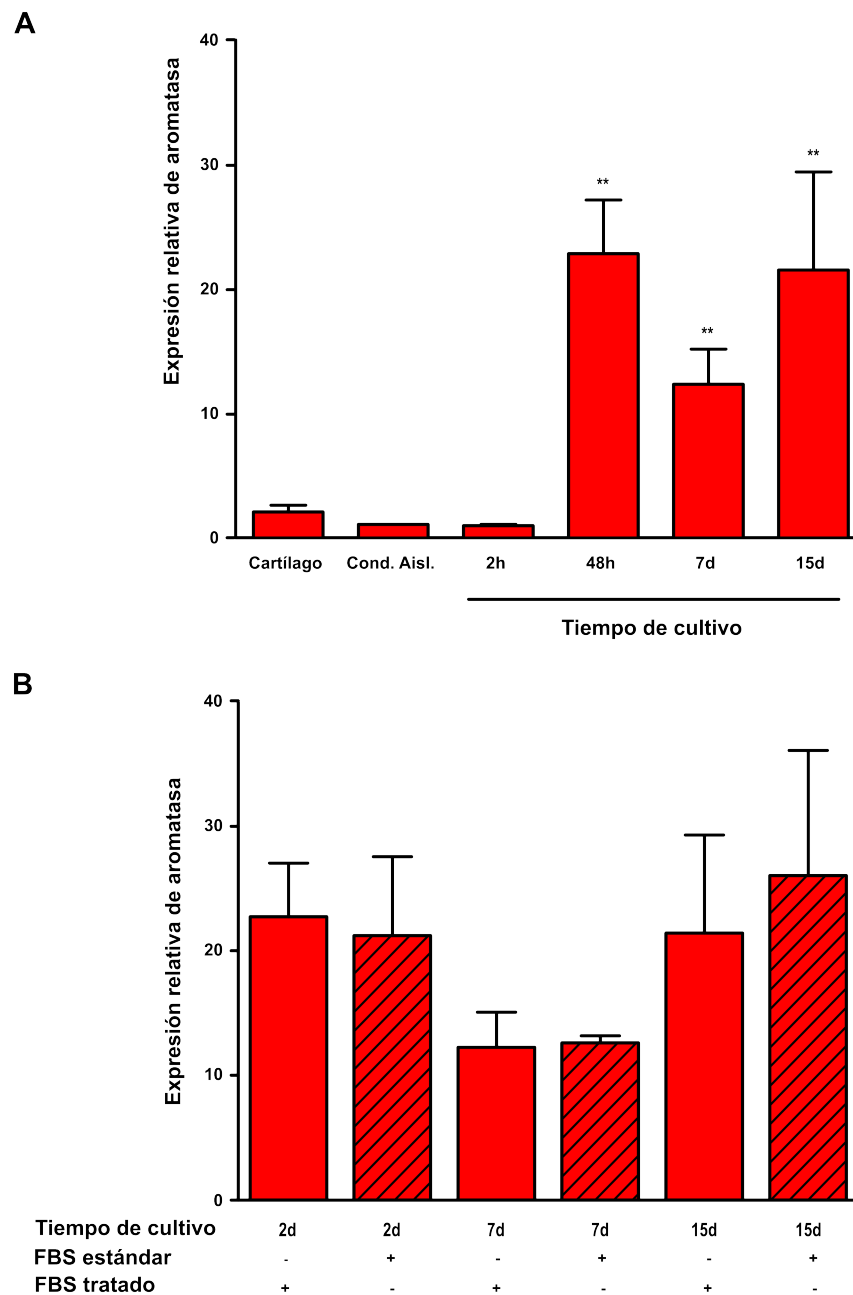 A
Expresión relativa de aromatasa
40
30
20
10
0
**
**
**
Cartílago Cond. Aisl. 2h 48h 7d 15d
Tiempo de cultivo
B
Expresión relativa de aromatasa
40
30
20
10
0
Tiempo de cultivo 2d 2d 7d 7d 15d 15d
FBS estándar - + - + - +
FBS tratado + - + - + -